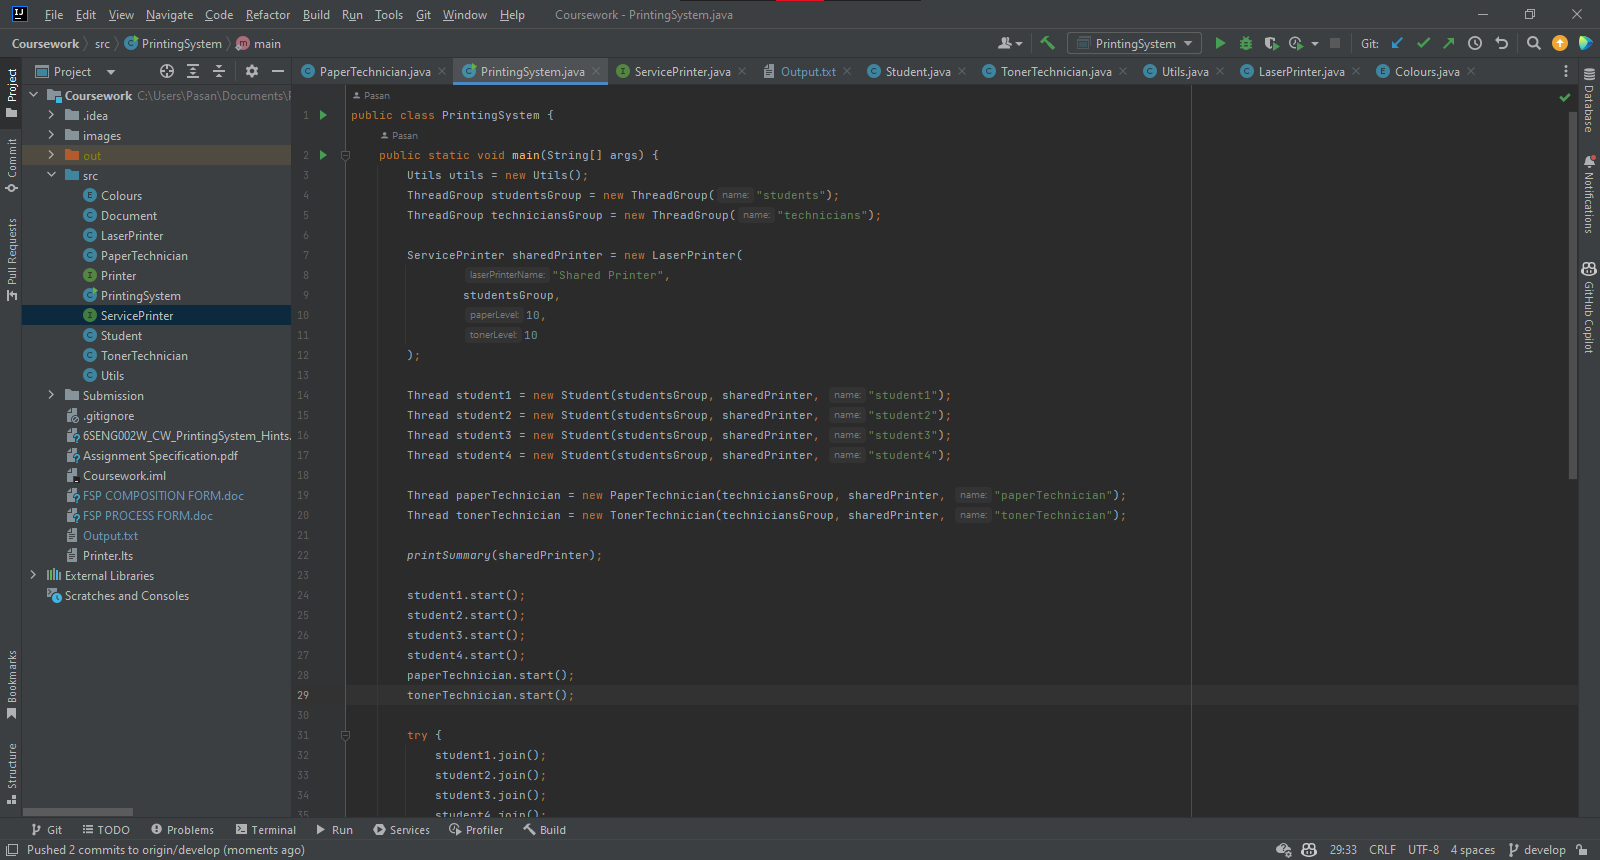 File Edit View Navigate Code Refactor Build Run Tools Git Window Help Coursework - PrintingSystem.java
Coursework src PrintingSystem main PrintingSystem Git:
Project PaperTechnician.java PrintingSystem.java ServicePrinter.java Output.txt Student.java TonerTechnician.java Utils.java LaserPrinter.java Colours.java
Project
Commit
Pull Requests
Bookmarks
Structure
Coursework C:\Users\Pasan\Documents\
.idea
images
out
src
Colours
Document
LaserPrinter
PaperTechnician
Printer
PrintingSystem
ServicePrinter
Student
TonerTechnician
Utils
Submission
.gitignore
6SENG002W_CW_PrintingSystem_Hints.
Assignment Specification.pdf
Coursework.iml
FSP COMPOSITION FORM.doc
FSP PROCESS FORM.doc
Output.txt
Printer.lts
External Libraries
Scratches and Consoles
Pasan
1 public class PrintingSystem {
Pasan
2 public static void main(String[] args) {
3 Utils utils = new Utils();
4 ThreadGroup studentsGroup = new ThreadGroup( name: "students");
5 ThreadGroup techniciansGroup = new ThreadGroup( name: "technicians");
6
7 ServicePrinter sharedPrinter = new LaserPrinter(
8 laserPrinterName: "Shared Printer",
9 studentsGroup,
10 paperLevel: 10,
11 tonerLevel: 10
12 );
13
14 Thread student1 = new Student(studentsGroup, sharedPrinter, name: "student1");
15 Thread student2 = new Student(studentsGroup, sharedPrinter, name: "student2");
16 Thread student3 = new Student(studentsGroup, sharedPrinter, name: "student3");
17 Thread student4 = new Student(studentsGroup, sharedPrinter, name: "student4");
18
19 Thread paperTechnician = new PaperTechnician(techniciansGroup, sharedPrinter, name: "paperTechnician");
20 Thread tonerTechnician = new TonerTechnician(techniciansGroup, sharedPrinter, name: "tonerTechnician");
21
22 printSummary(sharedPrinter);
23
24 student1.start();
25 student2.start();
26 student3.start();
27 student4.start();
28 paperTechnician.start();
29 tonerTechnician.start();
30
31 try {
32 student1.join();
33 student2.join();
34 student3.join();
35 student4.join();
Database
Notifications
GitHub Copilot
Git TODO Problems Terminal Run Services Profiler Build
Pushed 2 commits to origin/develop (moments ago) 29:33 CRLF UTF-8 4 spaces develop